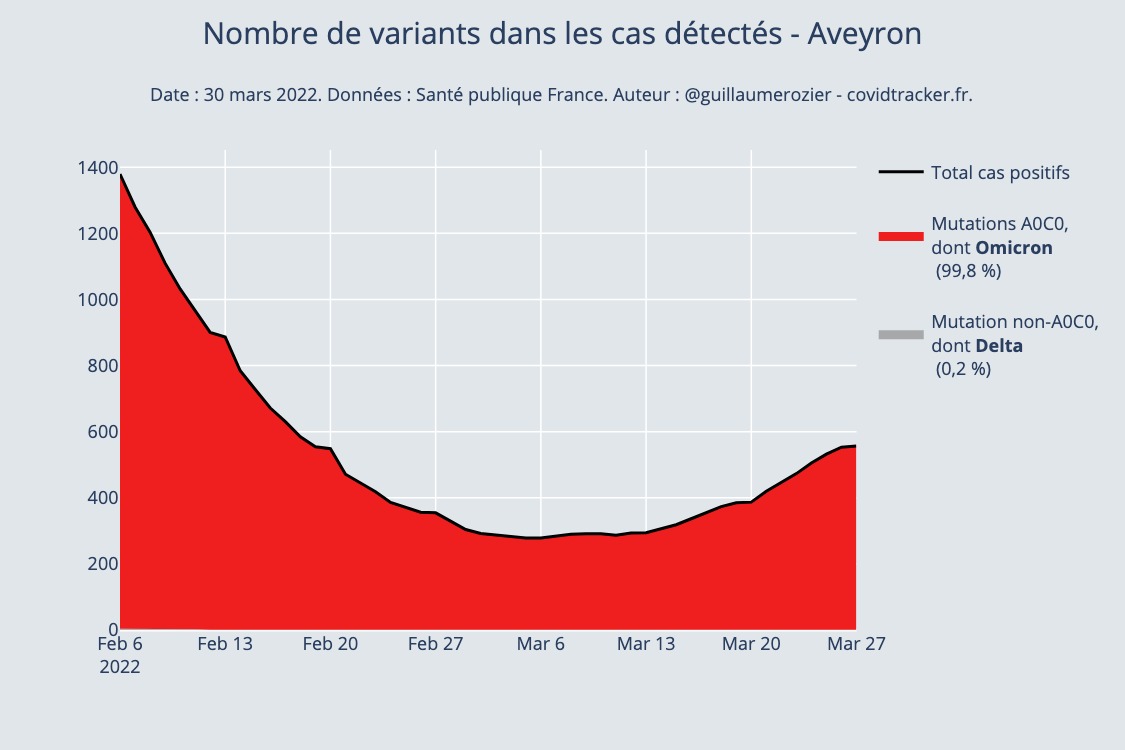 Nombre de variants dans les cas détectés - Aveyron
Date : 30 mars 2022. Données : Santé publique France. Auteur : @guillaumerozier - covidtracker.fr.
1400
1200
1000
800
600
400
200
0
Feb 6
2022
Feb 13
Feb 20
Feb 27
Mar 6
Mar 13
Mar 20
Mar 27
Total cas positifs
Mutations A0C0,
dont Omicron
(99,8 %)
Mutation non-A0C0,
dont Delta
(0,2 %)